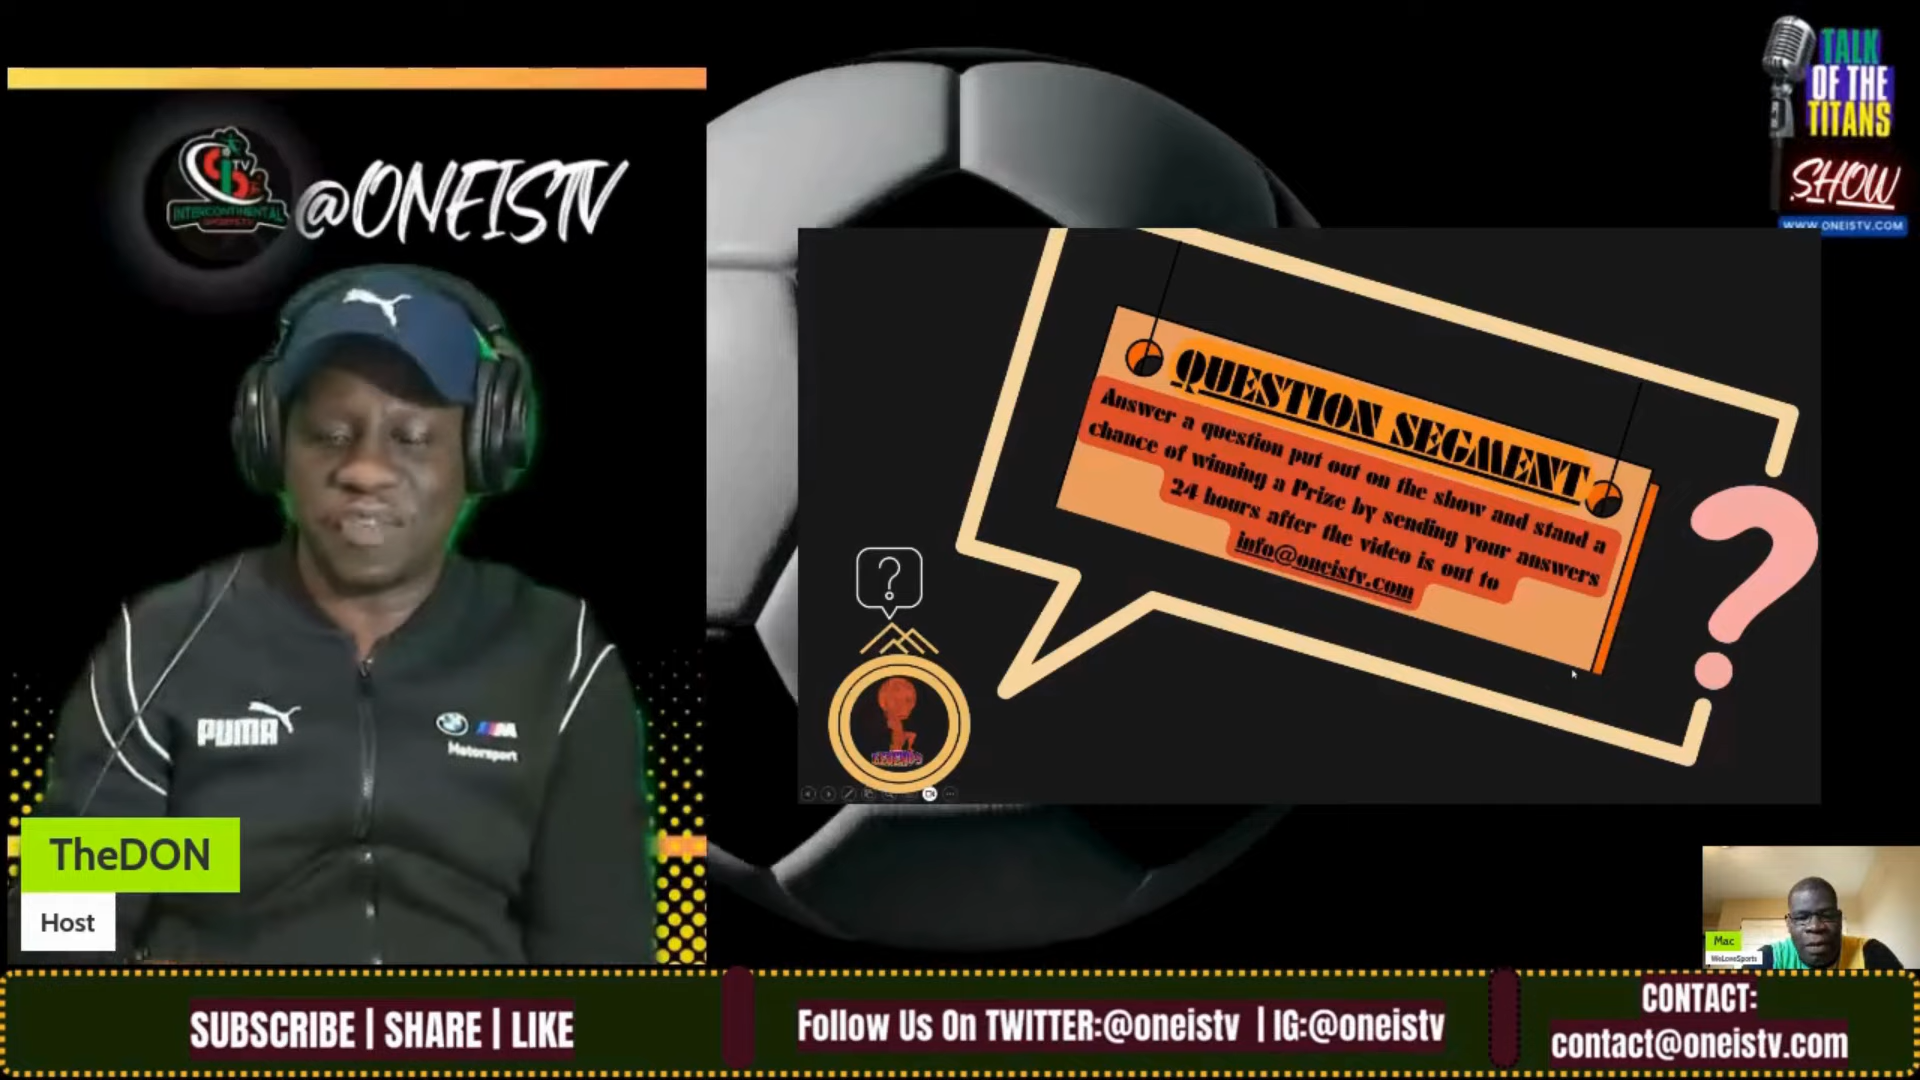 TALK
OF THE
TITANS
SHOW
WWW.ONEISTV.COM
TV
INTERCONTINENTAL
@ONEISTV
QUESTION SEGMENT
Answer a question put out on the show and stand a
chance of winning a Prize by sending your answers
24 hours after the video is out to
info@oneistv.com
?
?
PUMA
M
Motorsport
TheDON
Host
Mac
WeLoveSports
SUBSCRIBE | SHARE | LIKE
Follow Us On TWITTER:@oneistv | IG:@oneistv
CONTACT:
contact@oneistv.com